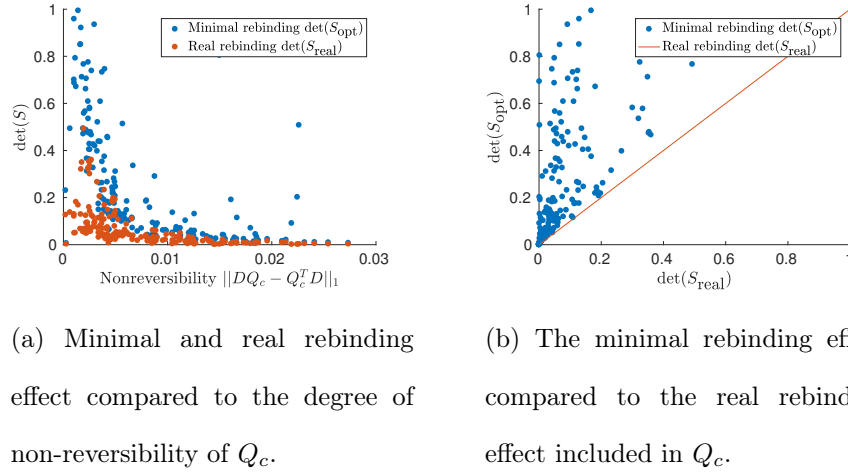 1
0.8
0.6
0.4
0.2
0
det(S)
Minimal rebinding det(S_opt)
Real rebinding det(S_real)
0 0.01 0.02 0.03
Nonreversibility ||DQ_c − Q_c^T D||_1
(a) Minimal and real rebinding
effect compared to the degree of
non-reversibility of Q_c.
1
0.8
0.6
0.4
0.2
0
det(S_opt)
Minimal rebinding det(S_opt)
Real rebinding det(S_real)
0 0.2 0.4 0.6 0.8 1
det(S_real)
(b) The minimal rebinding eff
compared to the real rebind
effect included in Q_c.